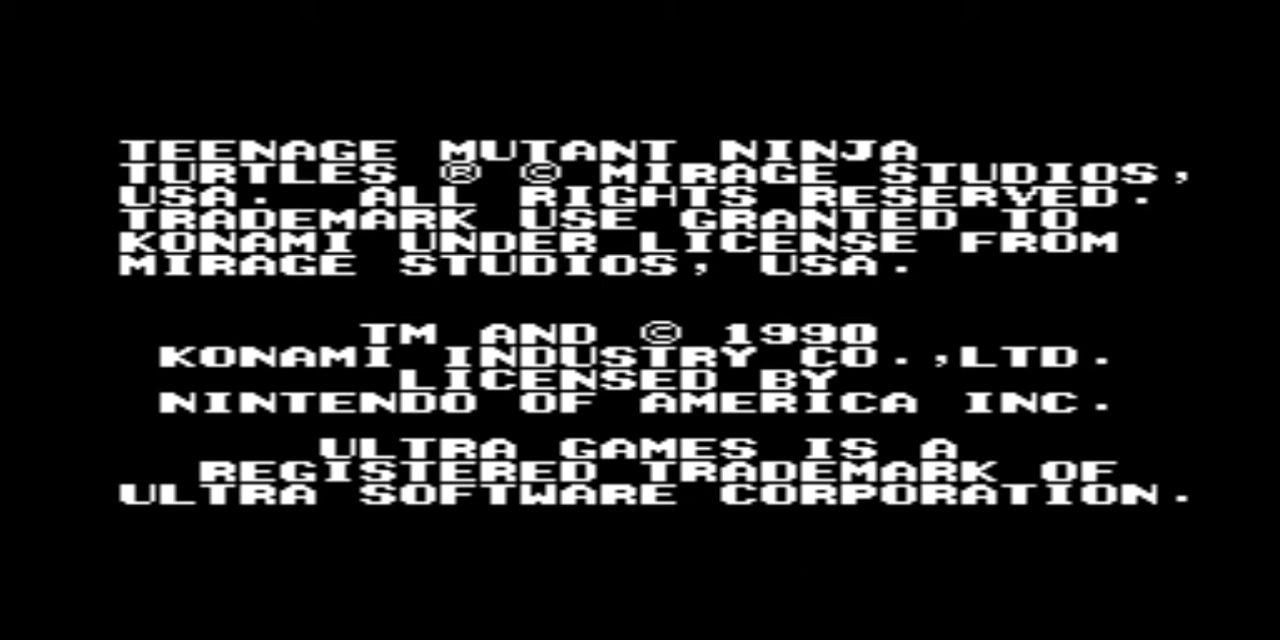 TEENAGE MUTANT NINJA
TURTLES ® © MIRAGE STUDIOS,
USA. ALL RIGHTS RESERVED.
TRADEMARK USE GRANTED TO
KONAMI UNDER LICENSE FROM
MIRAGE STUDIOS, USA.
TM AND © 1990
KONAMI INDUSTRY CO.,LTD.
LICENSED BY
NINTENDO OF AMERICA INC.
ULTRA GAMES IS A
REGISTERED TRADEMARK OF
ULTRA SOFTWARE CORPORATION.